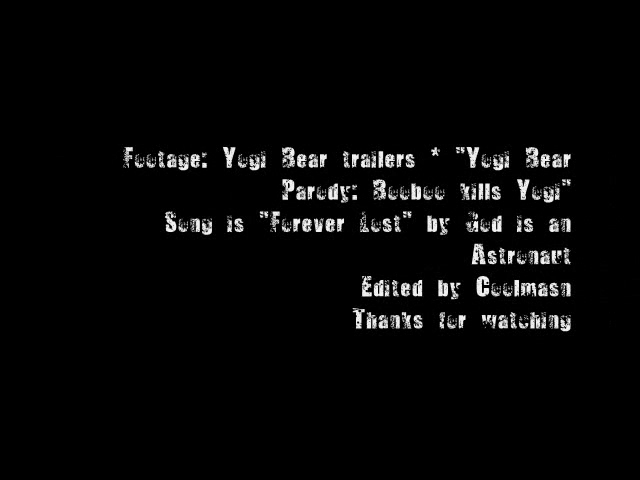 Footage: Yogi Bear trailers * "Yogi Bear
Parody: Booboo kills Yogi"
Song is "Forever Lost" by God is an
Astronaut
Edited by Coolmasn
Thanks for watching